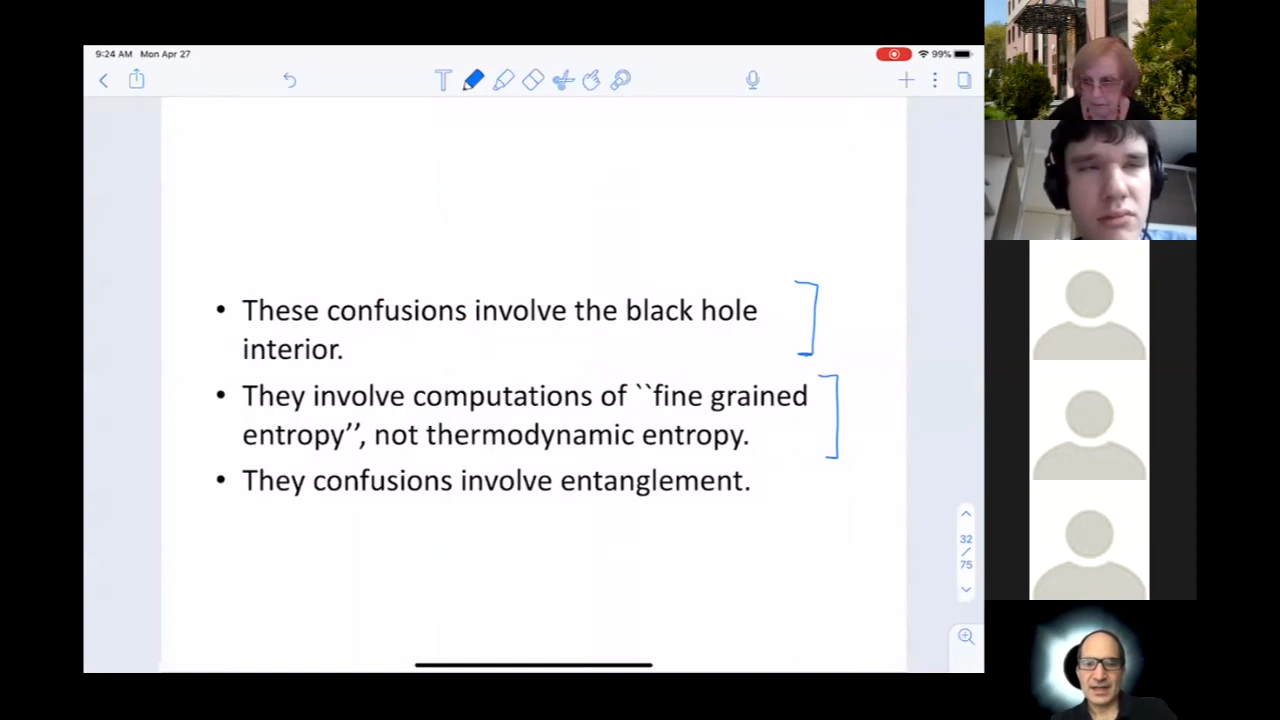 9:24 AM Mon Apr 27
99%
T
• These confusions involve the black hole
interior.
• They involve computations of ``fine grained
entropy’’, not thermodynamic entropy.
• They confusions involve entanglement.
32
/
75